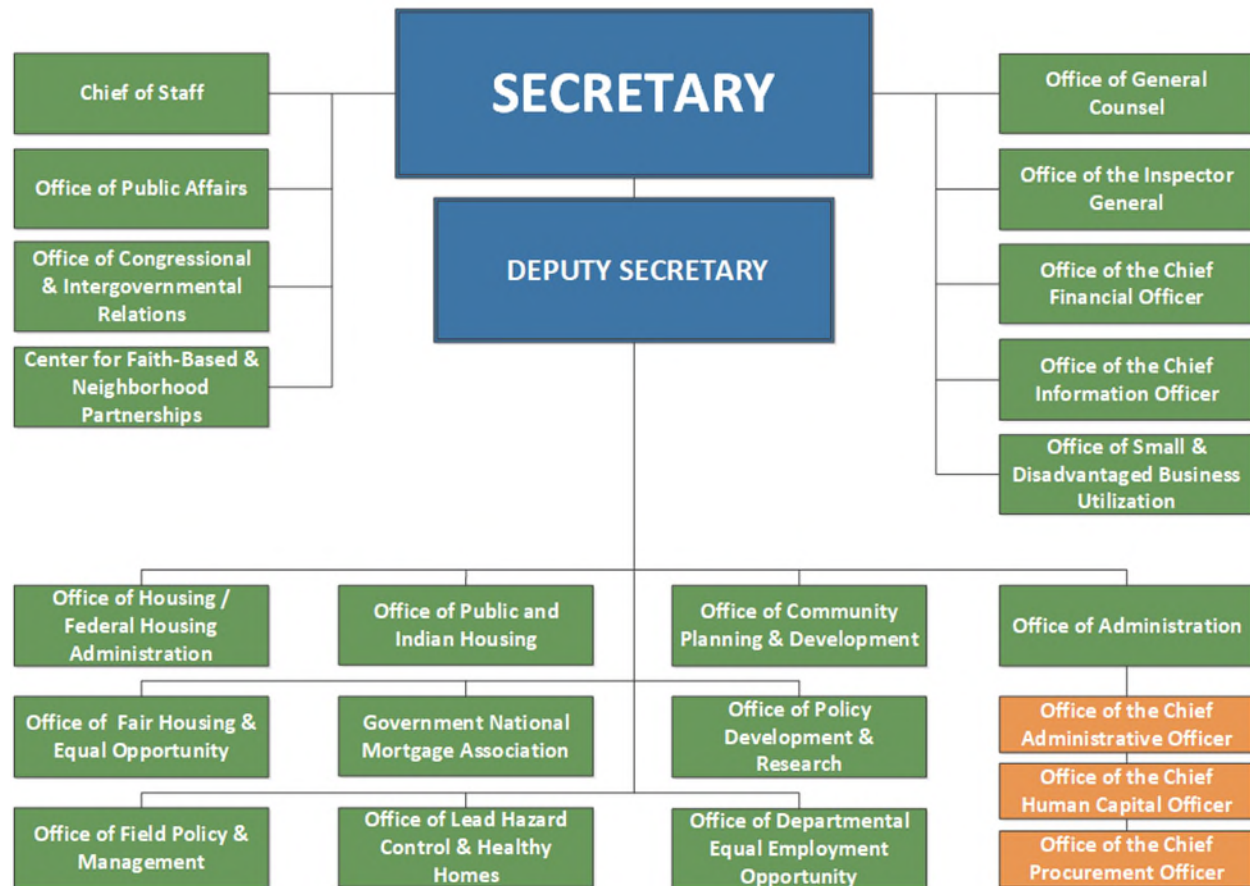 SECRETARY
DEPUTY SECRETARY
Chief of Staff
Office of Public Affairs
Office of Congressional
& Intergovernmental
Relations
Center for Faith-Based &
Neighborhood
Partnerships
Office of General
Counsel
Office of the Inspector
General
Office of the Chief
Financial Officer
Office of the Chief
Information Officer
Office of Small &
Disadvantaged Business
Utilization
Office of Housing /
Federal Housing
Administration
Office of Public and
Indian Housing
Office of Community
Planning & Development
Office of Administration
Office of Fair Housing &
Equal Opportunity
Government National
Mortgage Association
Office of Policy
Development &
Research
Office of the Chief
Administrative Officer
Office of the Chief
Human Capital Officer
Office of Field Policy &
Management
Office of Lead Hazard
Control & Healthy
Homes
Office of Departmental
Equal Employment
Opportunity
Office of the Chief
Procurement Officer